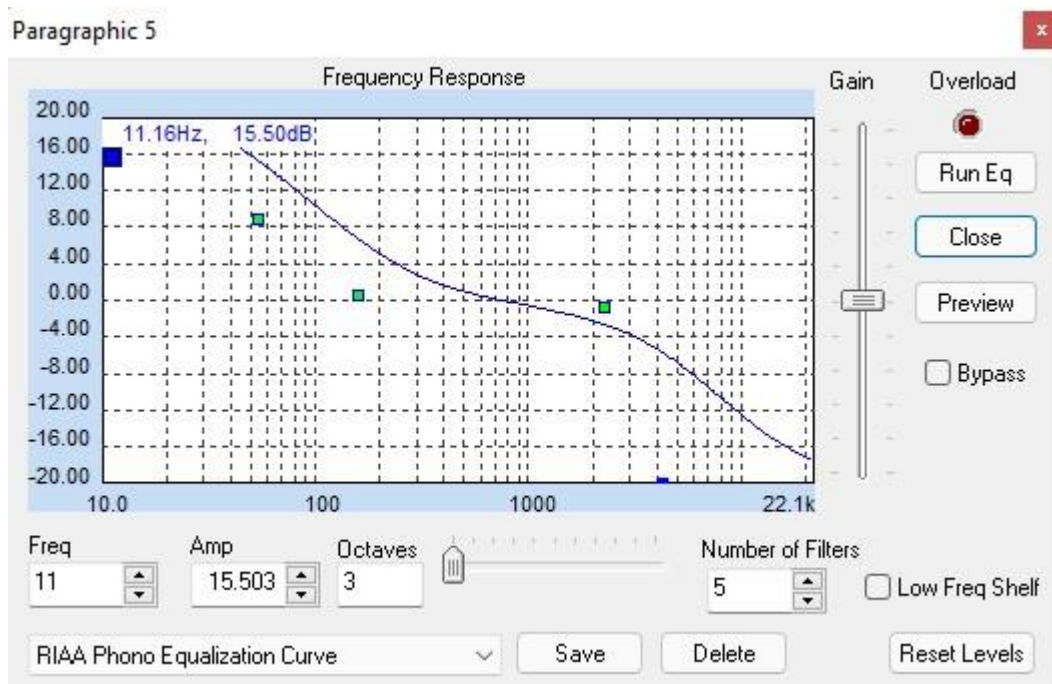 Paragraphic 5
x
Frequency Response
Gain
Overload
20.00
11.16Hz, 15.50dB
16.00
12.00
8.00
4.00
0.00
-4.00
-8.00
-12.00
-16.00
-20.00
10.0 100 1000 22.1k
Run Eq
Close
Preview
Bypass
Freq Amp Octaves Number of Filters
11 15.503 3 5 Low Freq Shelf
RIAA Phono Equalization Curve Save Delete Reset Levels